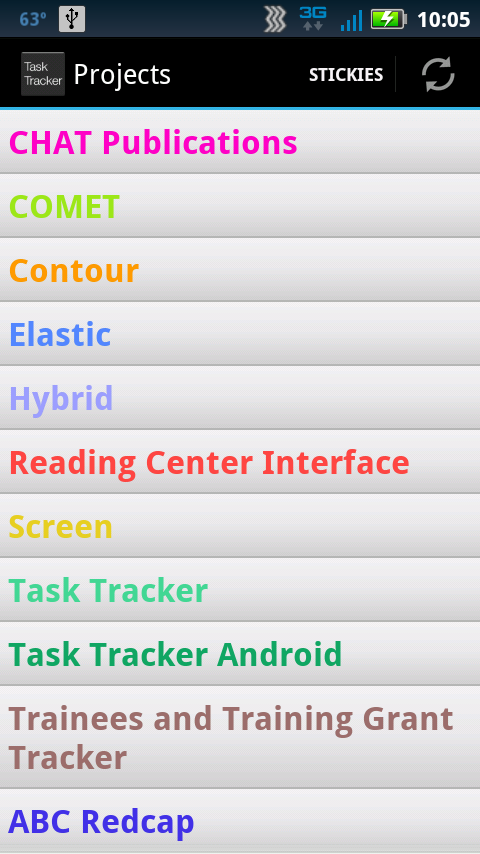 63° 3G 10:05
Task
Tracker
Projects STICKIES
CHAT Publications
COMET
Contour
Elastic
Hybrid
Reading Center Interface
Screen
Task Tracker
Task Tracker Android
Trainees and Training Grant
Tracker
ABC Redcap